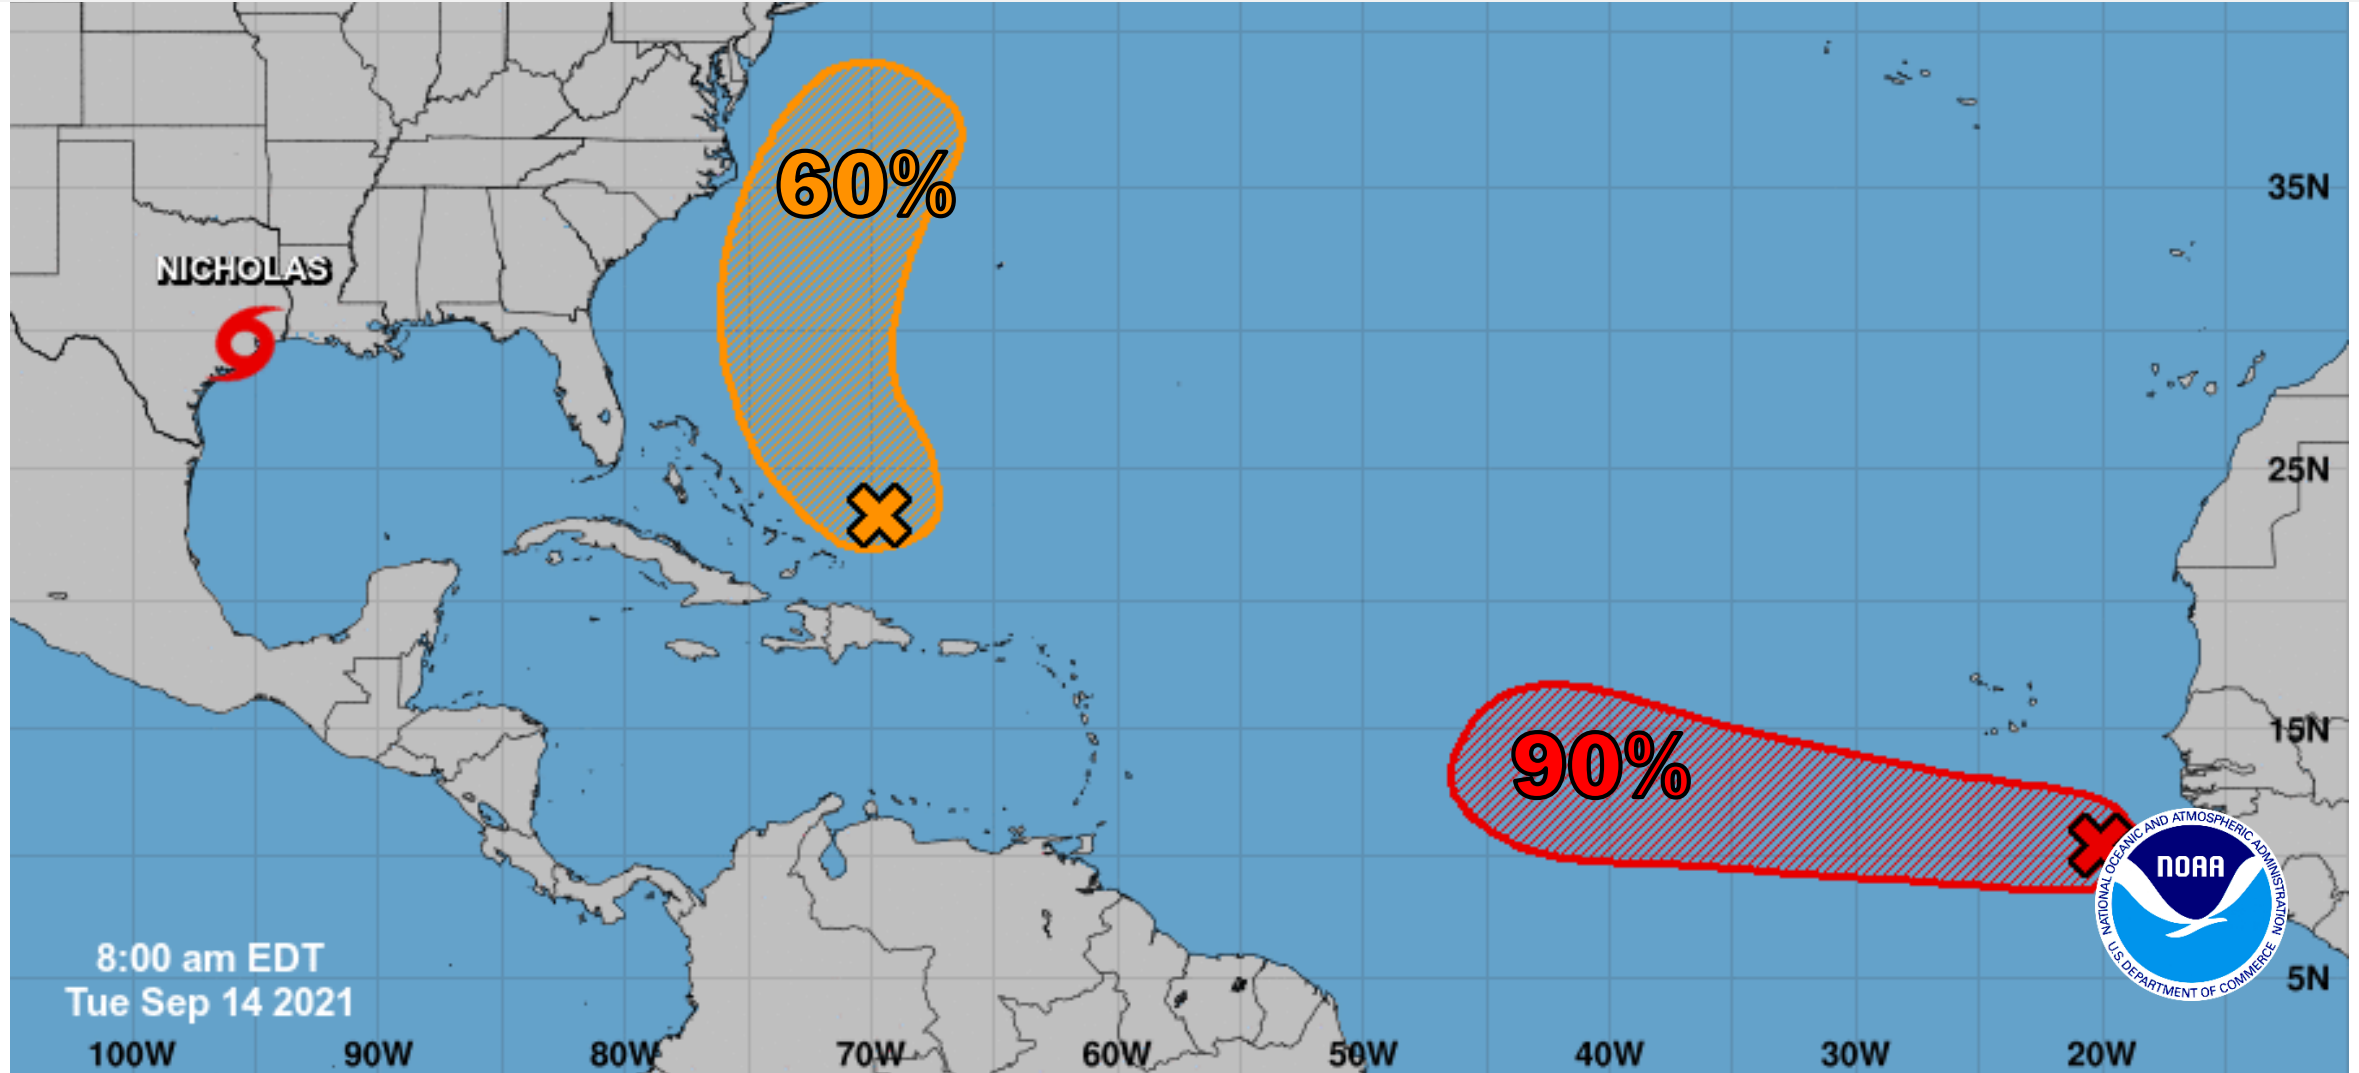 60%
35N
NICHOLAS
25N
15N
90%
NATIONAL OCEANIC AND ATMOSPHERIC ADMINISTRATION
NOAA
U.S. DEPARTMENT OF COMMERCE
8:00 am EDT
Tue Sep 14 2021
5N
100W 90W 80W 70W 60W 50W 40W 30W 20W